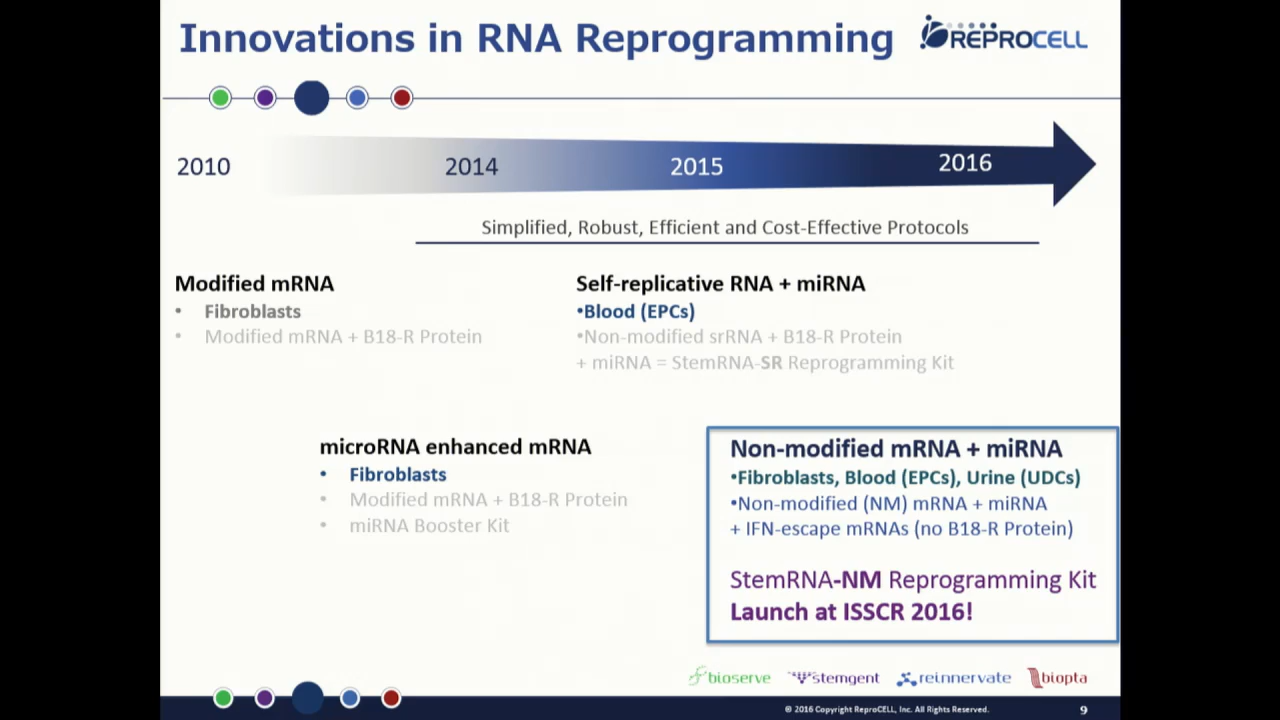 Innovations in RNA Reprogramming
REPROCELL
2010
2014
2015
2016
Simplified, Robust, Efficient and Cost-Effective Protocols
Modified mRNA
• Fibroblasts
• Modified mRNA + B18-R Protein
Self-replicative RNA + miRNA
•Blood (EPCs)
•Non-modified srRNA + B18-R Protein
+ miRNA = StemRNA-SR Reprogramming Kit
microRNA enhanced mRNA
• Fibroblasts
• Modified mRNA + B18-R Protein
• miRNA Booster Kit
Non-modified mRNA + miRNA
•Fibroblasts, Blood (EPCs), Urine (UDCs)
•Non-modified (NM) mRNA + miRNA
+ IFN-escape mRNAs (no B18-R Protein)
StemRNA-NM Reprogramming Kit
Launch at ISSCR 2016!
bioserve stemgent reinnervate biopta
© 2016 Copyright ReproCELL, Inc. All Rights Reserved.
9